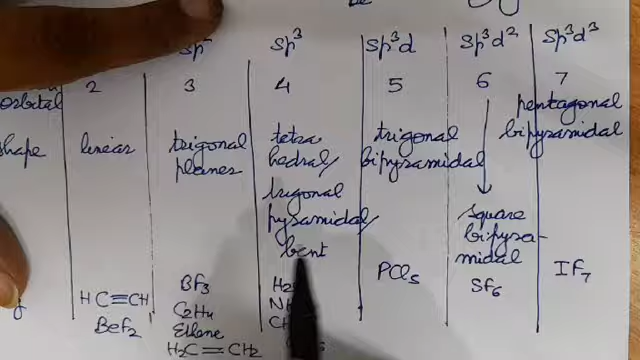 sp² sp³ sp³d sp³d² sp³d³
orbital 2 3 4 5 6 7
shape linear trigonal planer tetra hedral/ trigonal pyramidal/ bent trigonal bipyramidal square bipyra-midal pentagonal bipyramidal
HC≡CH
BeF₂
BF₃
C₂H₄
Ethene
H₂C=CH₂
PCl₅
SF₆
IF₇